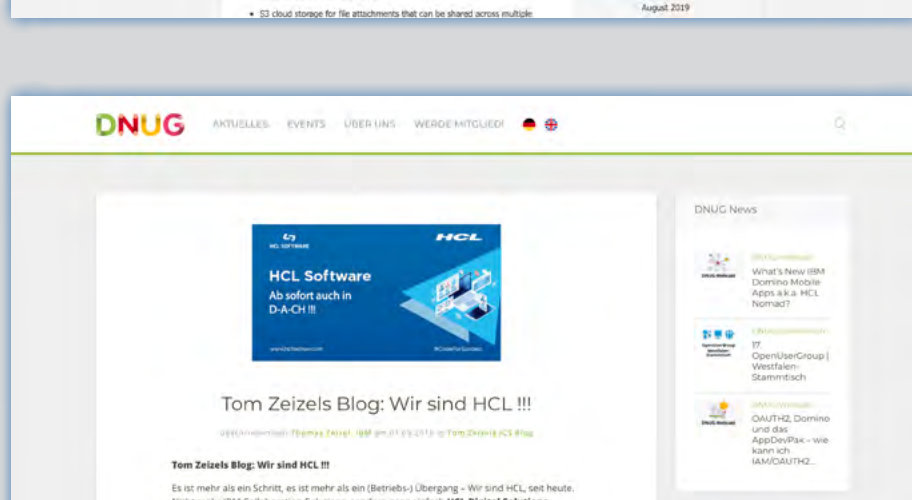 • S3 cloud storage for file attachments that can be shared across multiple
August 2019
DNUG AKTUELLES EVENTS ÜBER UNS WERDE MITGLIED!
HCL SOFTWARE
HCL
HCL Software
Ab sofort auch in
D-A-CH !!!
Tom Zeizels Blog: Wir sind HCL !!!
Tom Zeizels Blog: Wir sind HCL !!!
Es ist mehr als ein Schritt, es ist mehr als ein (Betriebs-) Übergang – Wir sind HCL, seit heute.
DNUG News
What's New IBM
Domino Mobile
Apps a.k.a. HCL
Nomad?
17.
OpenUserGroup |
Westfalen-
Stammtisch
OAUTH2, Domino
und das
AppDevPak – wie
kann ich
IAM/OAUTH2...